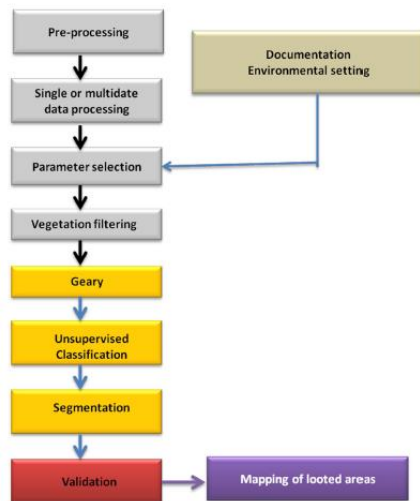 Pre-processing
Documentation
Environmental setting
Single or multidate
data processing
Parameter selection
Vegetation filtering
Geary
Unsupervised
Classification
Segmentation
Validation
Mapping of looted areas